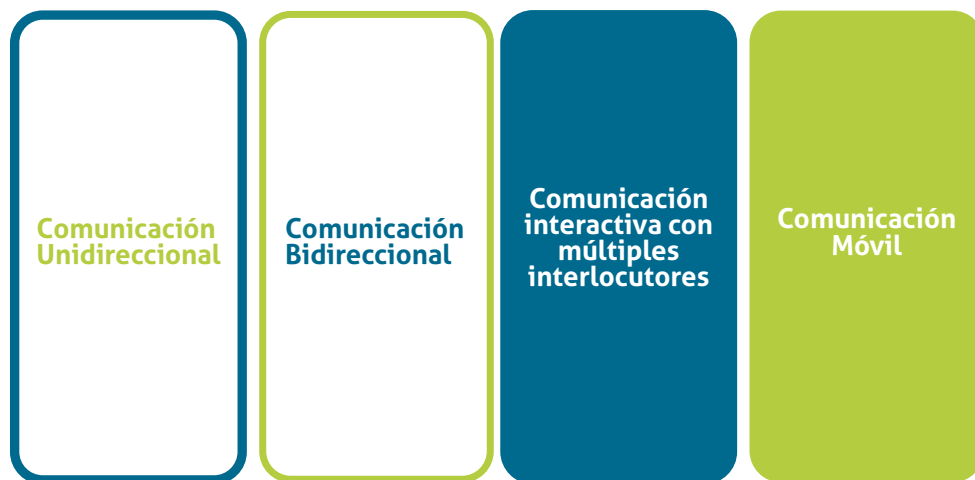 Comunicación
Unidireccional
Comunicación
Bidireccional
Comunicación
interactiva con
múltiples
interlocutores
Comunicación
Móvil